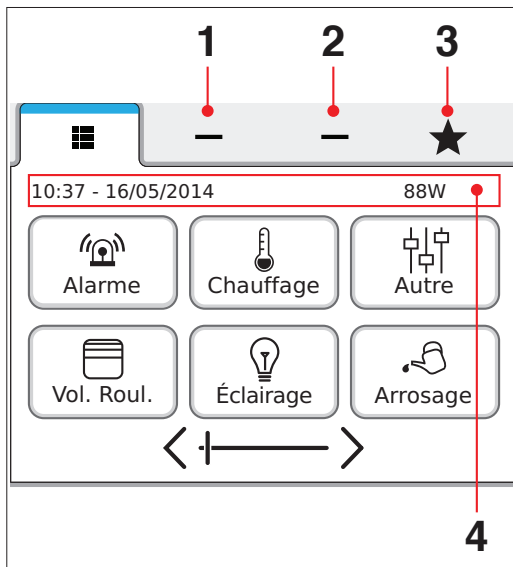 1 2 3
10:37 - 16/05/2014 88W
Alarme Chauffage Autre
Vol. Roul. Éclairage Arrosage
4